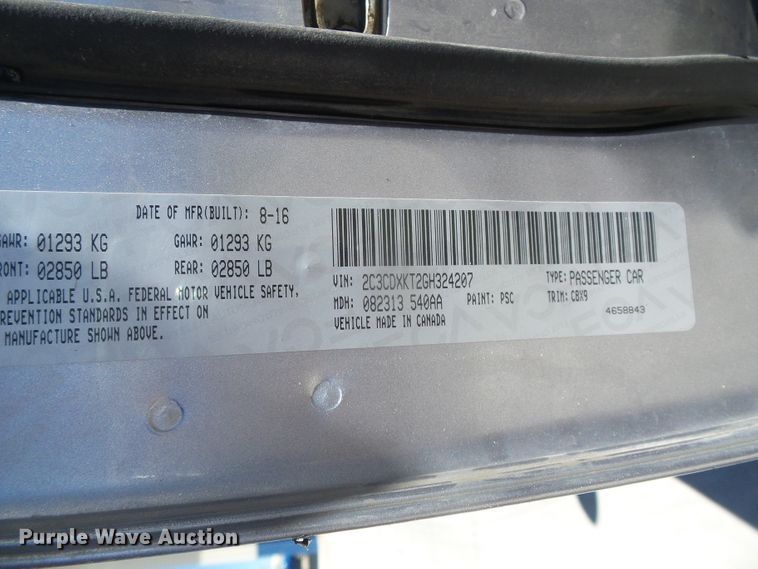 DATE OF MFR(BUILT): 8-16
GAWR: 01293 KG GAWR: 01293 KG
FRONT: 02850 LB REAR: 02850 LB
APPLICABLE U.S.A. FEDERAL MOTOR VEHICLE SAFETY,
PREVENTION STANDARDS IN EFFECT ON
MANUFACTURE SHOWN ABOVE.
VIN: 2C3CDXKT2GH324207 TYPE: PASSENGER CAR
MDH: 082313 540AA PAINT: PSC TRIM: CBX9
VEHICLE MADE IN CANADA 4658843
Purple Wave Auction